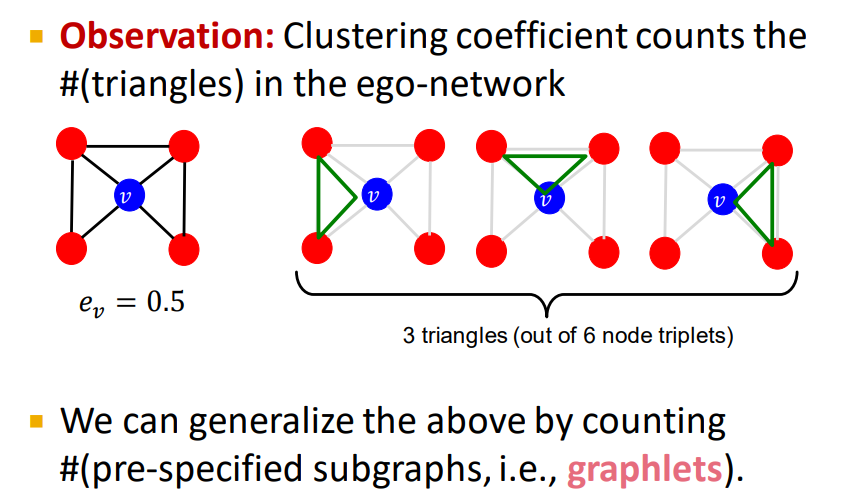 Observation: Clustering coefficient counts the
#(triangles) in the ego-network
v
v
v
v
e_v = 0.5
3 triangles (out of 6 node triplets)
We can generalize the above by counting
#(pre-specified subgraphs, i.e., graphlets).